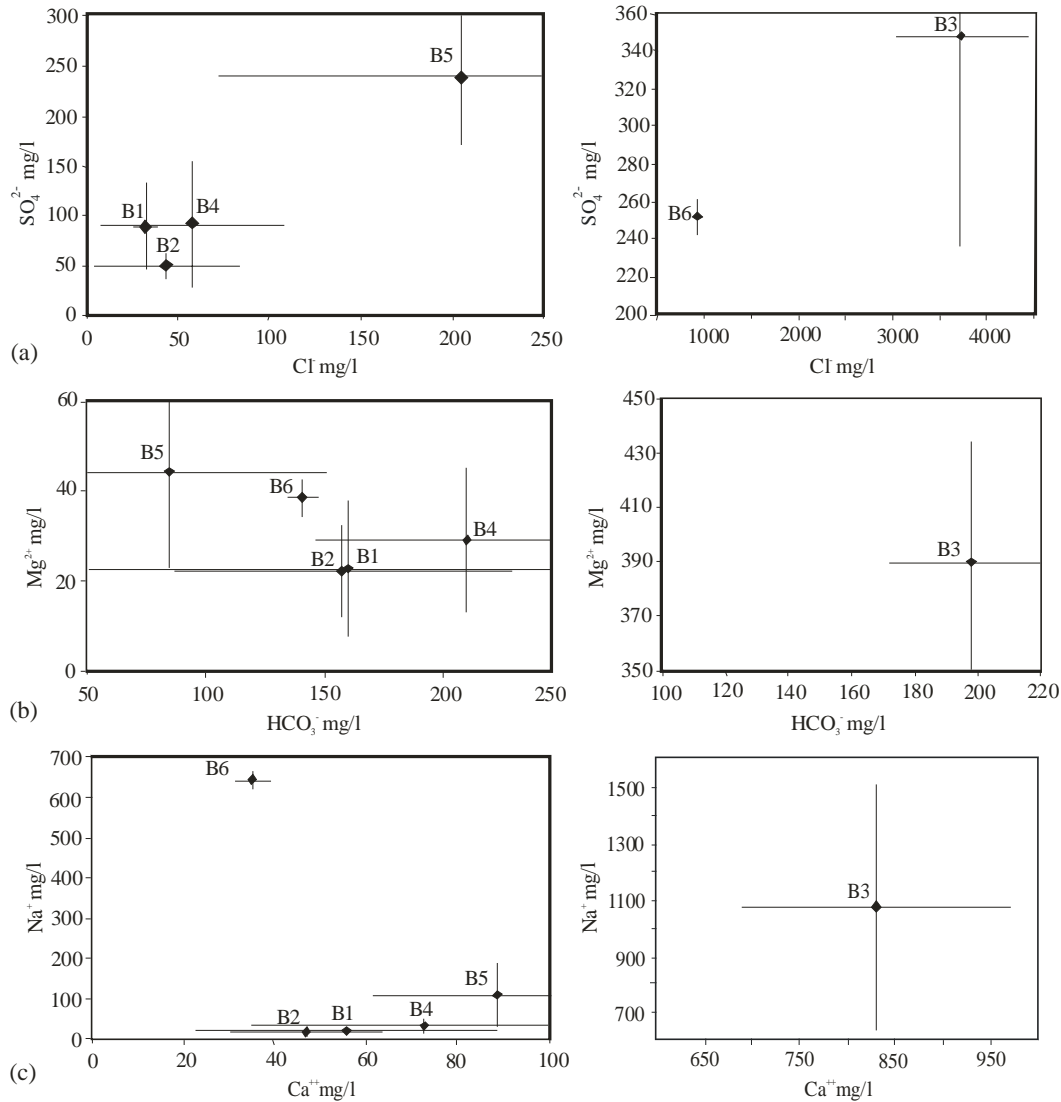 300
250
200
150
100
50
0
SO₄²⁻ mg/l
B5
B1
B4
B2
0 50 100 150 200 250
Cl⁻ mg/l
(a)
360
340
320
300
280
260
240
220
200
SO₄²⁻ mg/l
B3
B6
1000 2000 3000 4000
Cl⁻ mg/l
60
40
20
0
Mg²⁺ mg/l
B5
B6
B4
B2 B1
50 100 150 200 250
HCO₃⁻ mg/l
(b)
450
430
410
390
370
350
Mg²⁺ mg/l
B3
100 120 140 160 180 200 220
HCO₃⁻ mg/l
700
600
500
400
300
200
100
0
Na⁺ mg/l
B6
B5
B2 B1 B4
0 20 40 60 80 100
Ca⁺⁺ mg/l
(c)
1500
1300
1100
900
700
Na⁺ mg/l
B3
650 750 850 950
Ca⁺⁺ mg/l